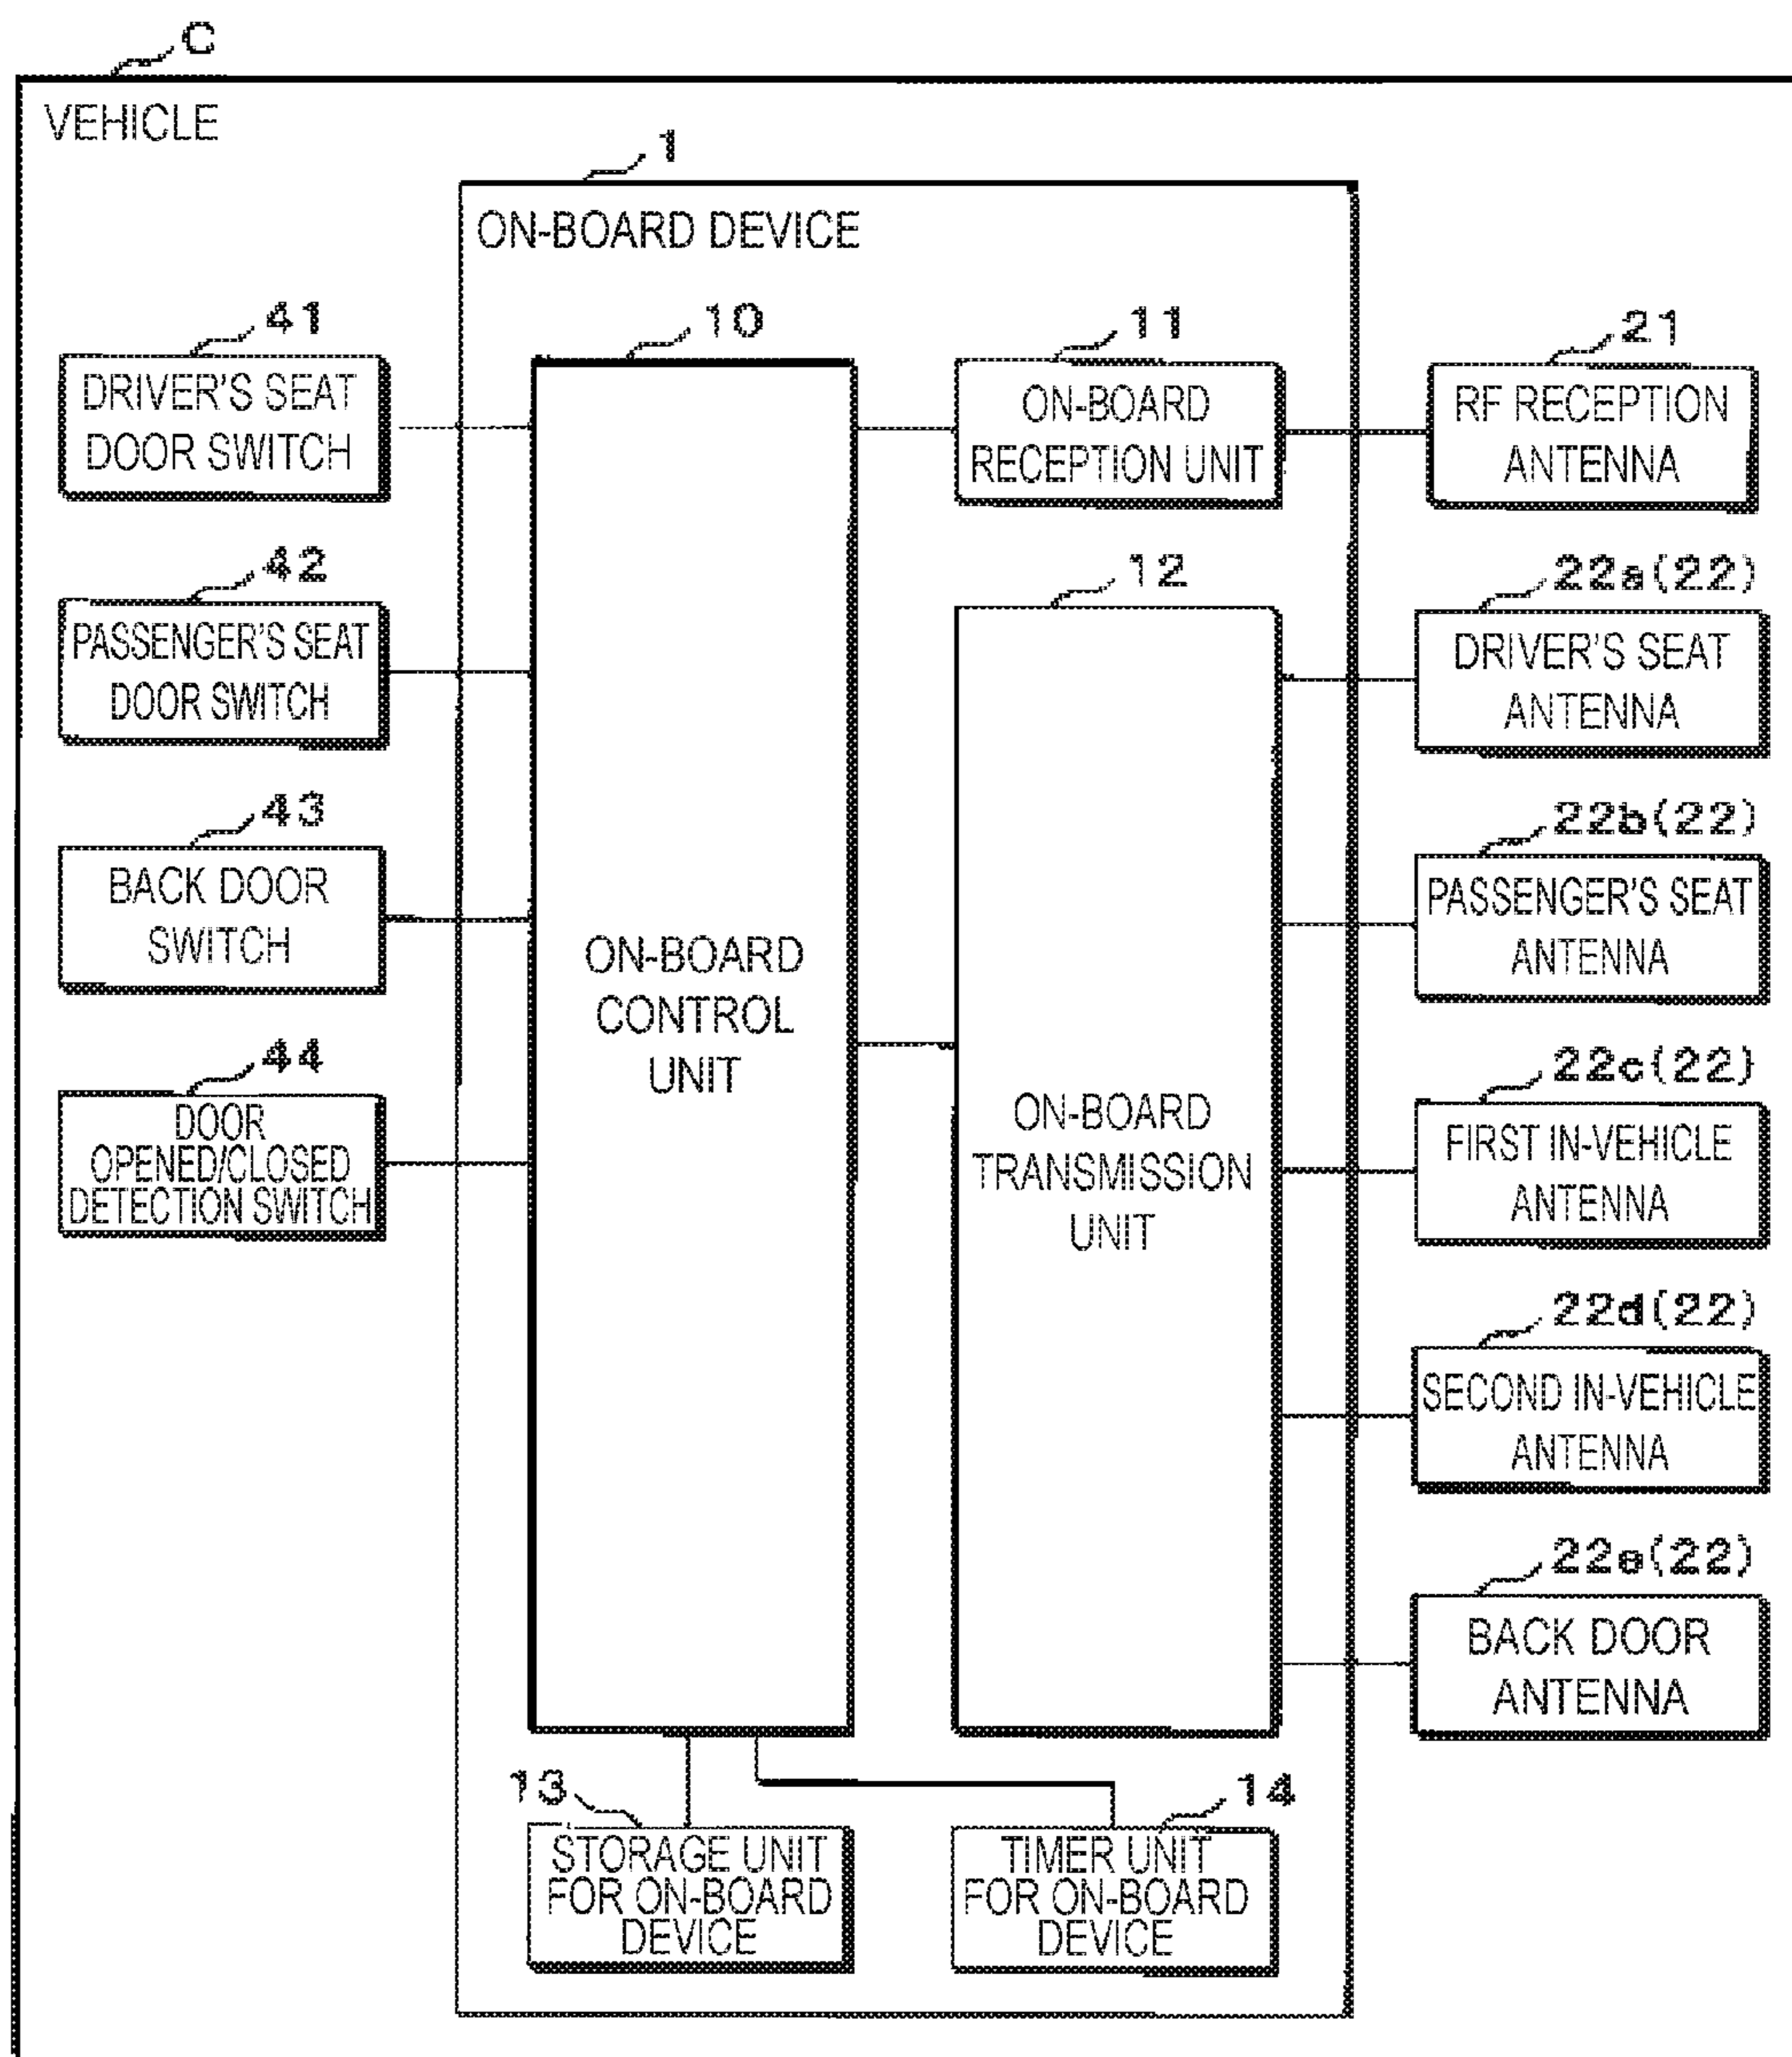 C
VEHICLE
1
ON-BOARD DEVICE
41
DRIVER'S SEAT
DOOR SWITCH
10
11
ON-BOARD
RECEPTION UNIT
21
RF RECEPTION
ANTENNA
42
PASSENGER'S SEAT
DOOR SWITCH
12
22a(22)
DRIVER'S SEAT
ANTENNA
43
BACK DOOR
SWITCH
22b(22)
PASSENGER'S SEAT
ANTENNA
ON-BOARD
CONTROL
UNIT
44
DOOR
OPENED/CLOSED
DETECTION SWITCH
ON-BOARD
TRANSMISSION
UNIT
22c(22)
FIRST IN-VEHICLE
ANTENNA
22d(22)
SECOND IN-VEHICLE
ANTENNA
22e(22)
BACK DOOR
ANTENNA
13
STORAGE UNIT
FOR ON-BOARD
DEVICE
14
TIMER UNIT
FOR ON-BOARD
DEVICE